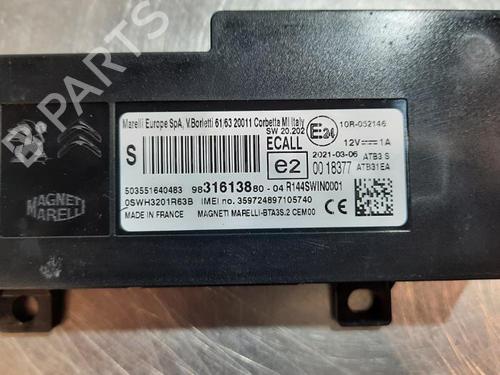 B-PARTS
Marelli Europe SpA, V.Borletti 61/63 20011 Corbetta MI Italy
SW 20.202
E24
10R-052146
12V 1A
S
ECALL
2021-03-06
ATB3 S
e2
00 18377
ATB31EA
503551640483
9831613880 - 04 R144SWIN0001
0SWH3201R63B
IMEI no. 359724897105740
MADE IN FRANCE
MAGNETI MARELLI-BTA3S.2 CEM00
MAGNETI
MARELLI